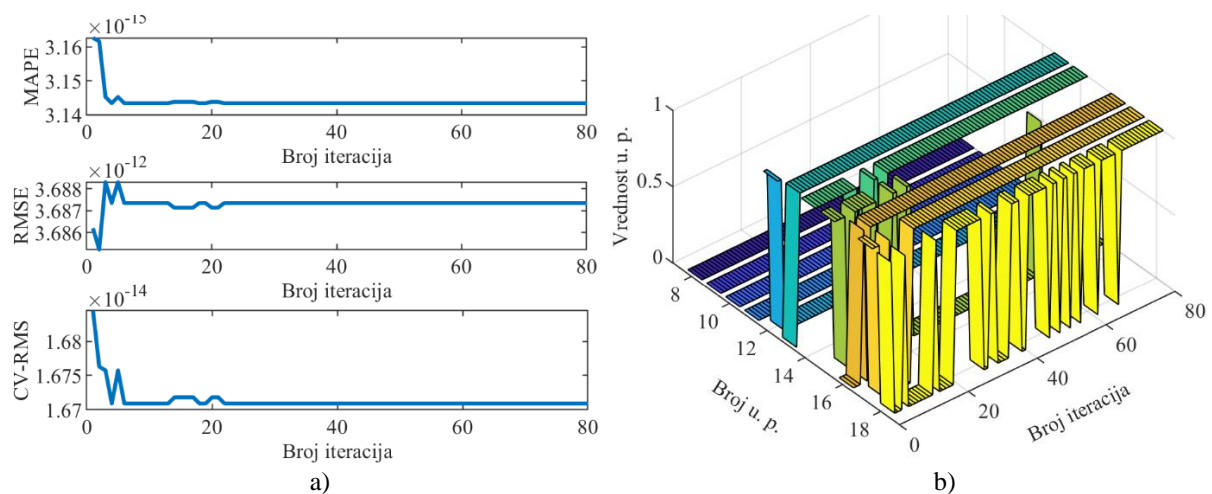 ×10⁻¹⁵
3.16
3.15
3.14
MAPE
0 20 40 60 80
Broj iteracija
×10⁻¹²
3.688
3.687
3.686
RMSE
0 20 40 60 80
Broj iteracija
×10⁻¹⁴
1.68
1.675
1.67
CV-RMS
0 20 40 60 80
Broj iteracija
a)
1
0.5
0
Vrednost u. p.
8
10
12
14
16
18
Broj u. p.
0
20
40
60
80
Broj iteracija
b)